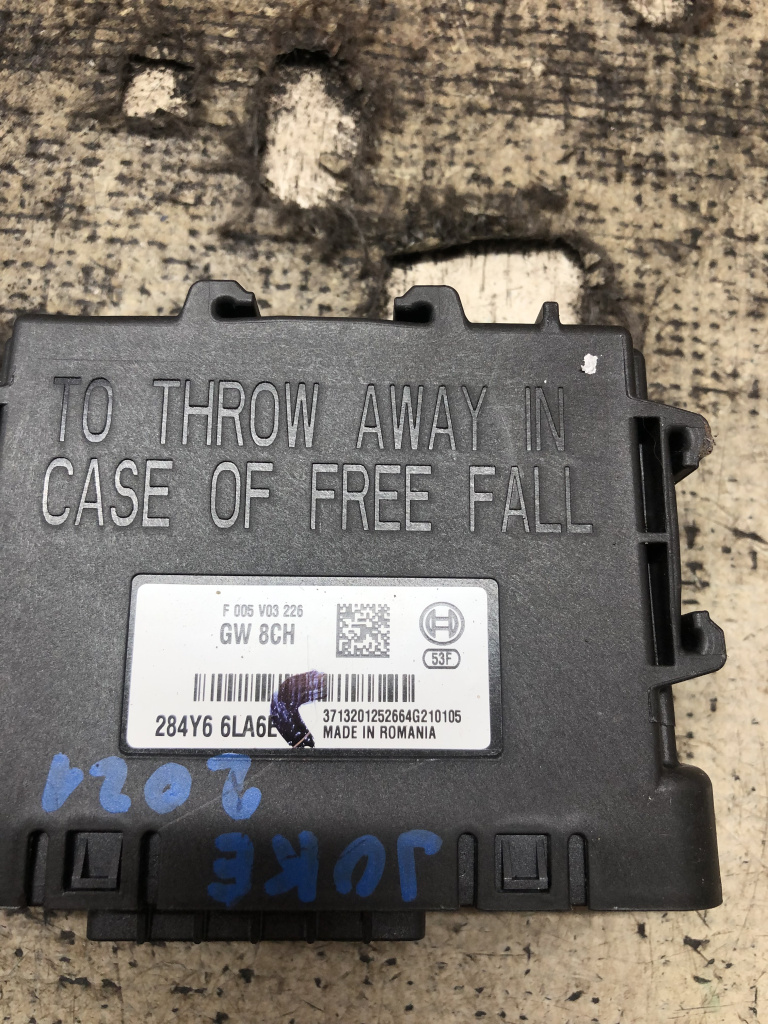 TO THROW AWAY IN
CASE OF FREE FALL
F 005 V03 226
GW 8CH
53F
284Y6 6LA6
3713201252664G210105
MADE IN ROMANIA
2021
JUKE